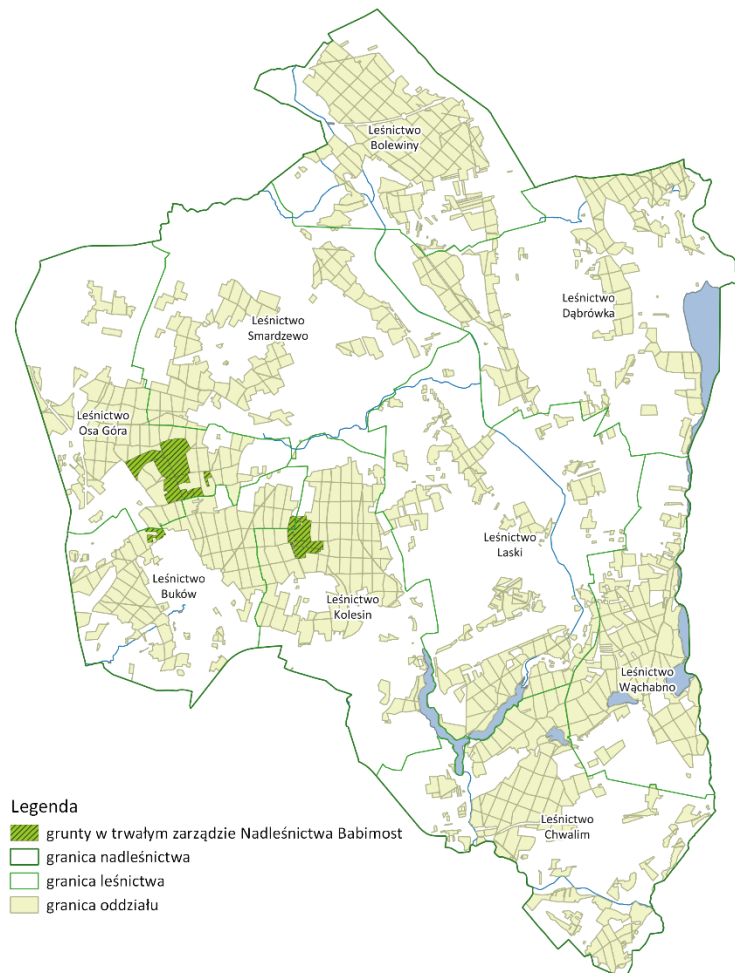 Leśnictwo
Bolewiny
Leśnictwo
Dąbrówka
Leśnictwo
Smardzewo
Leśnictwo
Osa Góra
Leśnictwo
Laski
Leśnictwo
Buków
Leśnictwo
Kolesin
Leśnictwo
Wąchabno
Leśnictwo
Chwalim
Legenda
grunty w trwałym zarządzie Nadleśnictwa Babimost
granica nadleśnictwa
granica leśnictwa
granica oddziału